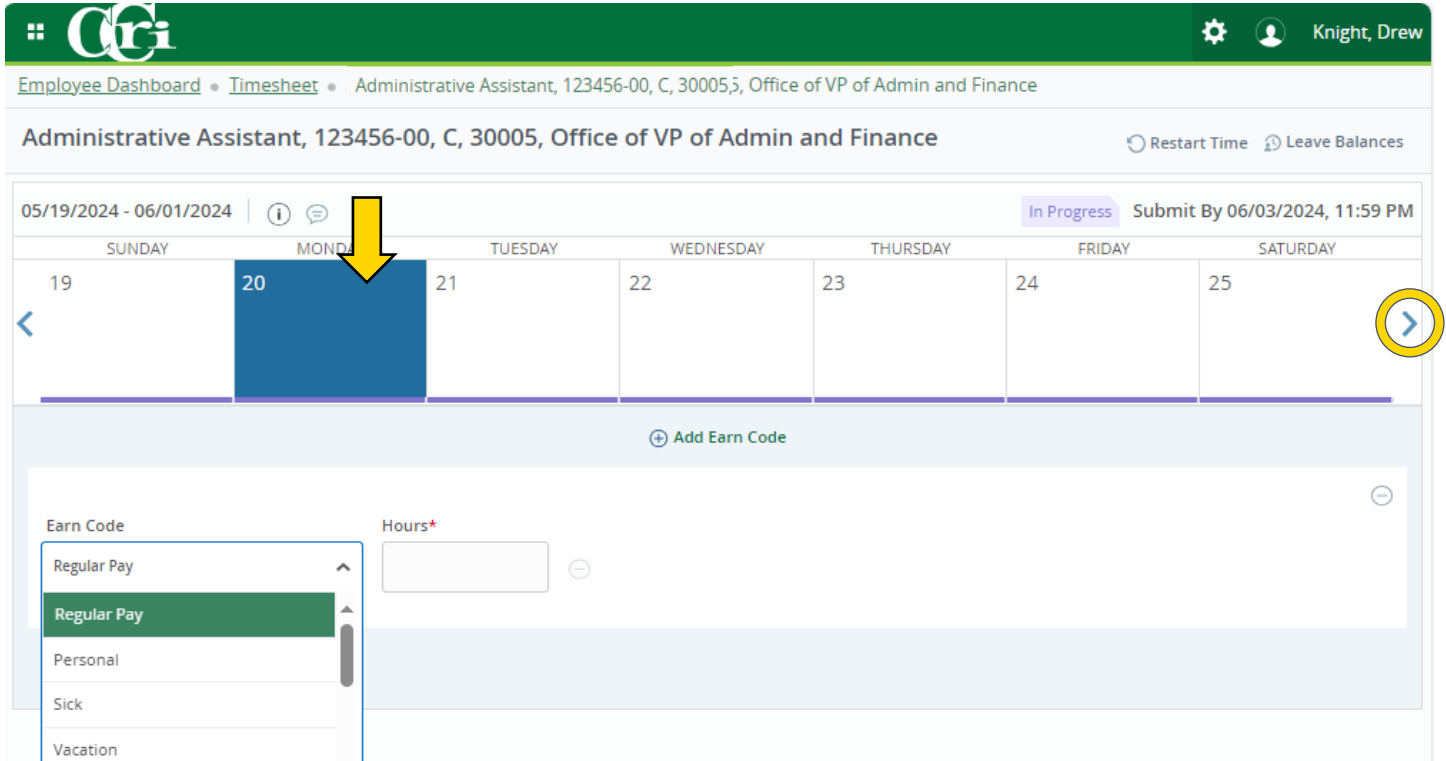 CCri
Knight, Drew
Employee Dashboard • Timesheet • Administrative Assistant, 123456-00, C, 30005,5, Office of VP of Admin and Finance
Administrative Assistant, 123456-00, C, 30005, Office of VP of Admin and Finance
Restart Time Leave Balances
05/19/2024 - 06/01/2024
In Progress Submit By 06/03/2024, 11:59 PM
SUNDAY MONDA TUESDAY WEDNESDAY THURSDAY FRIDAY SATURDAY
19 20 21 22 23 24 25
Add Earn Code
Earn Code Hours*
Regular Pay
Regular Pay
Personal
Sick
Vacation